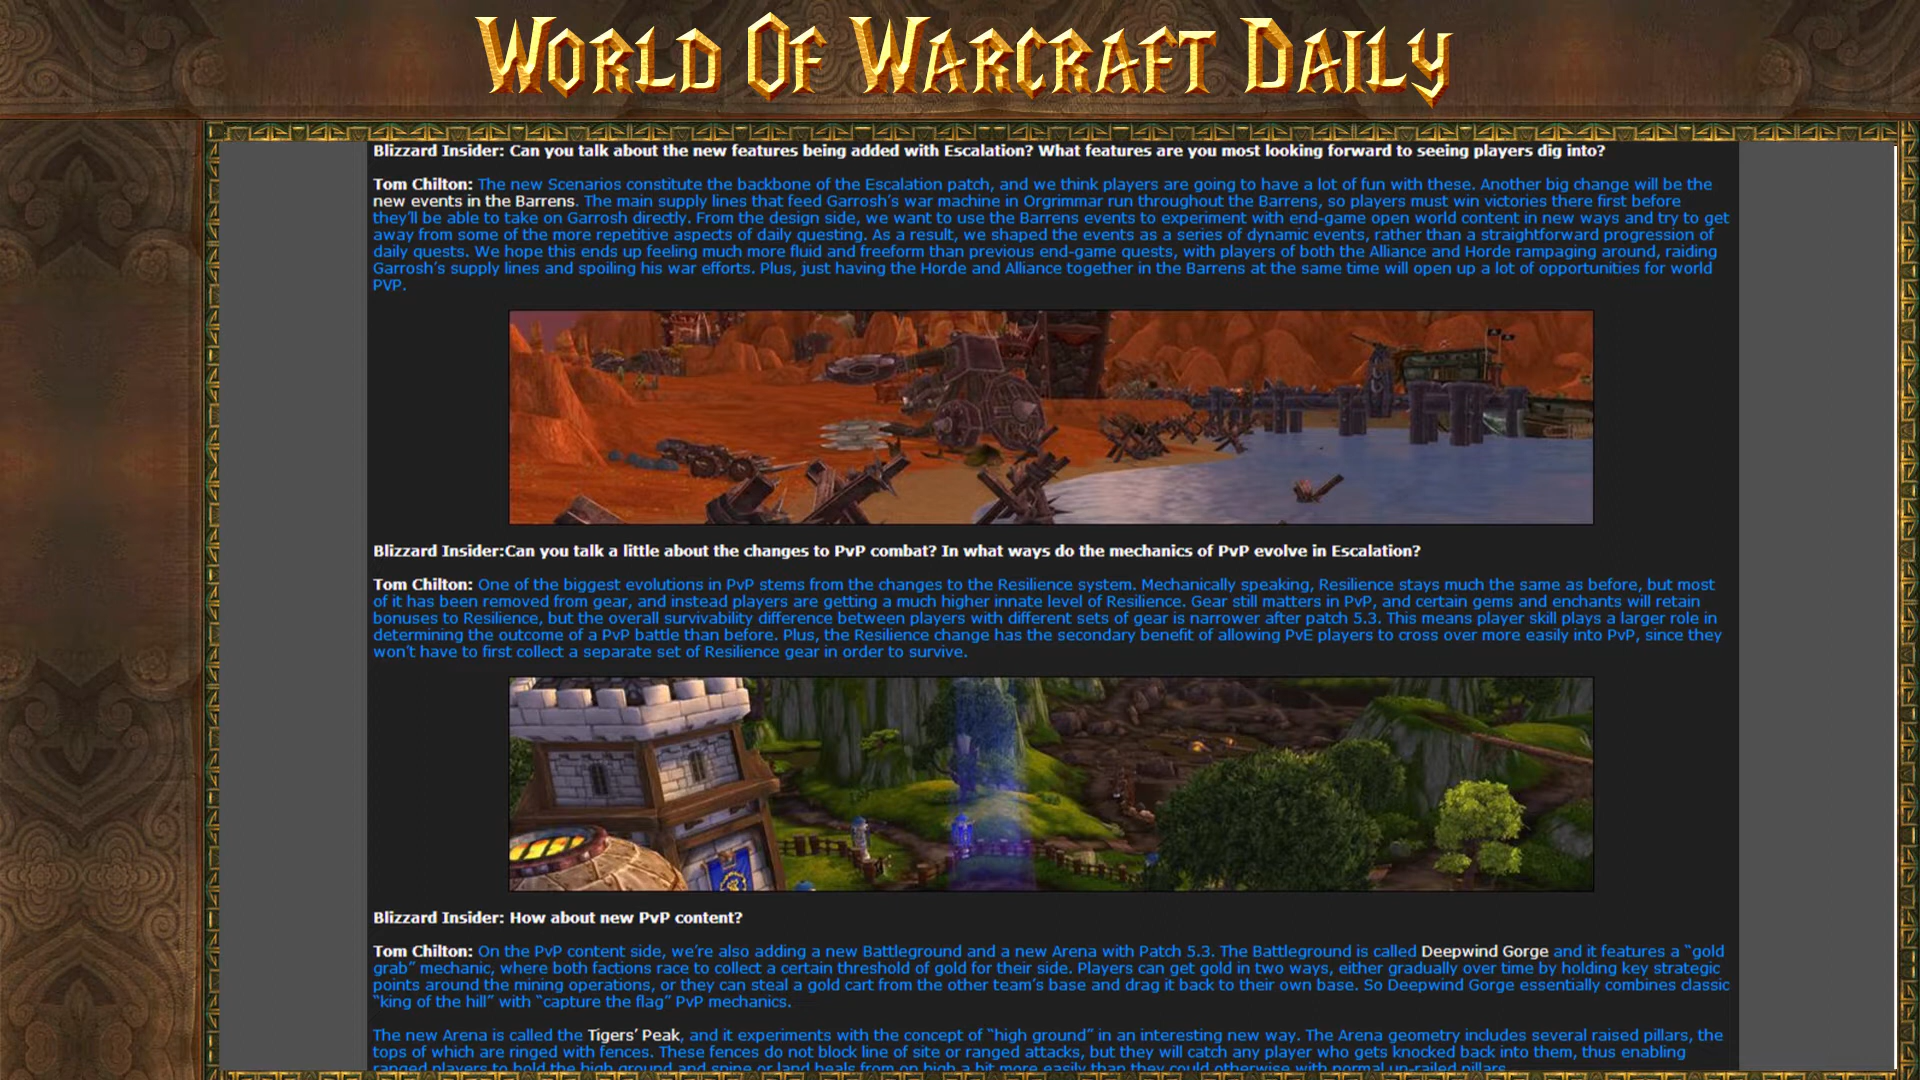 World Of Warcraft Daily
Blizzard Insider: Can you talk about the new features being added with Escalation? What features are you most looking forward to seeing players dig into?
Tom Chilton: The new Scenarios constitute the backbone of the Escalation patch, and we think players are going to have a lot of fun with these. Another big change will be the
new events in the Barrens. The main supply lines that feed Garrosh's war machine in Orgrimmar run throughout the Barrens, so players must win victories there first before
they'll be able to take on Garrosh directly. From the design side, we want to use the Barrens events to experiment with end-game open world content in new ways and try to get
away from some of the more repetitive aspects of daily questing. As a result, we shaped the events as a series of dynamic events, rather than a straightforward progression of
daily quests. We hope this ends up feeling much more fluid and freeform than previous end-game quests, with players of both the Alliance and Horde rampaging around, raiding
Garrosh's supply lines and spoiling his war efforts. Plus, just having the Horde and Alliance together in the Barrens at the same time will open up a lot of opportunities for world
PVP.
Blizzard Insider:Can you talk a little about the changes to PvP combat? In what ways do the mechanics of PvP evolve in Escalation?
Tom Chilton: One of the biggest evolutions in PvP stems from the changes to the Resilience system. Mechanically speaking, Resilience stays much the same as before, but most
of it has been removed from gear, and instead players are getting a much higher innate level of Resilience. Gear still matters in PvP, and certain gems and enchants will retain
bonuses to Resilience, but the overall survivability difference between players with different sets of gear is narrower after patch 5.3. This means player skill plays a larger role in
determining the outcome of a PvP battle than before. Plus, the Resilience change has the secondary benefit of allowing PvE players to cross over more easily into PvP, since they
won't have to first collect a separate set of Resilience gear in order to survive.
Blizzard Insider: How about new PvP content?
Tom Chilton: On the PvP content side, we're also adding a new Battleground and a new Arena with Patch 5.3. The Battleground is called Deepwind Gorge and it features a "gold
grab" mechanic, where both factions race to collect a certain threshold of gold for their side. Players can get gold in two ways, either gradually over time by holding key strategic
points around the mining operations, or they can steal a gold cart from the other team's base and drag it back to their own base. So Deepwind Gorge essentially combines classic
"king of the hill" with "capture the flag" PvP mechanics.
The new Arena is called the Tigers' Peak, and it experiments with the concept of "high ground" in an interesting new way. The Arena geometry includes several raised pillars, the
tops of which are ringed with fences. These fences do not block line of site or ranged attacks, but they will catch any player who gets knocked back into them, thus enabling
ranged players to hold the high ground and snipe or land heals from on high a bit more easily than they could otherwise with normal un-railed pillars.